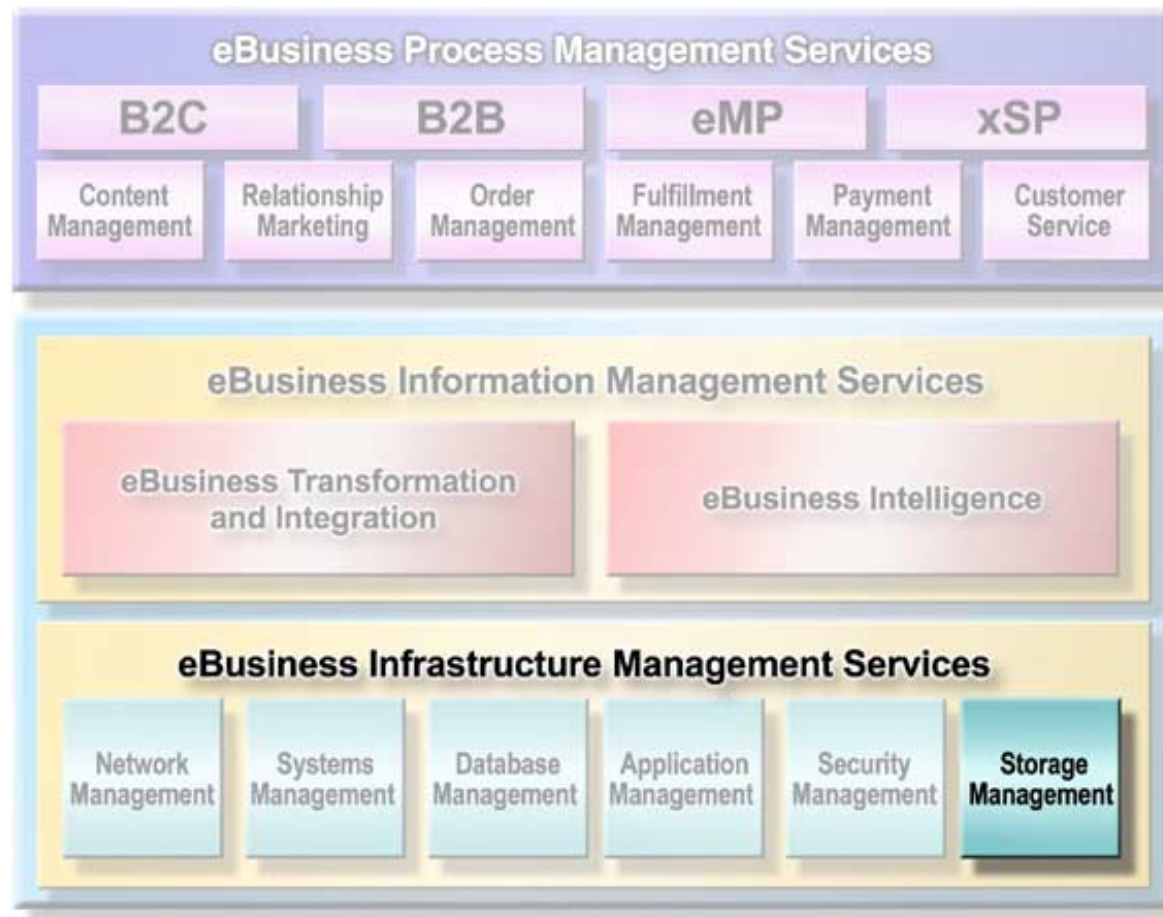 eBusiness Process Management Services
B2C
B2B
eMP
xSP
Content
Management
Relationship
Marketing
Order
Management
Fulfillment
Management
Payment
Management
Customer
Service
eBusiness Information Management Services
eBusiness Transformation
and Integration
eBusiness Intelligence
eBusiness Infrastructure Management Services
Network
Management
Systems
Management
Database
Management
Application
Management
Security
Management
Storage
Management